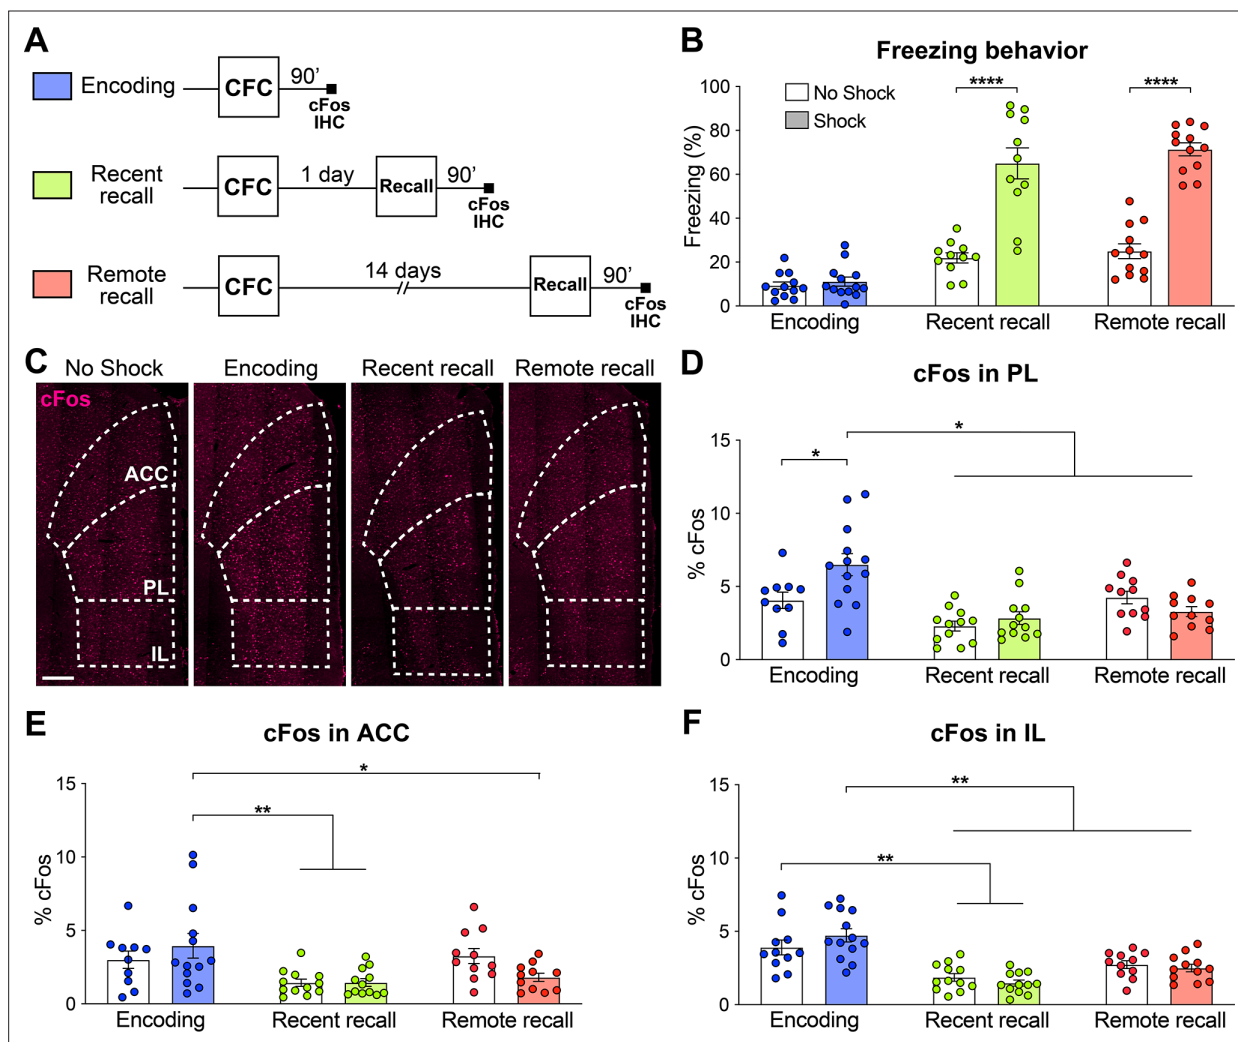 A
Encoding
CFC
90’
cFos
IHC
Recent
recall
CFC
1 day
Recall
90’
cFos
IHC
Remote
recall
CFC
14 days
Recall
90’
cFos
IHC
B
Freezing behavior
No Shock
Shock
****
****
Freezing (%)
100
80
60
40
20
0
Encoding
Recent recall
Remote recall
C
No Shock
Encoding
Recent recall
Remote recall
cFos
ACC
PL
IL
D
cFos in PL
*
*
% cFos
15
10
5
0
Encoding
Recent recall
Remote recall
E
cFos in ACC
*
**
% cFos
15
10
5
0
Encoding
Recent recall
Remote recall
F
cFos in IL
**
**
% cFos
15
10
5
0
Encoding
Recent recall
Remote recall